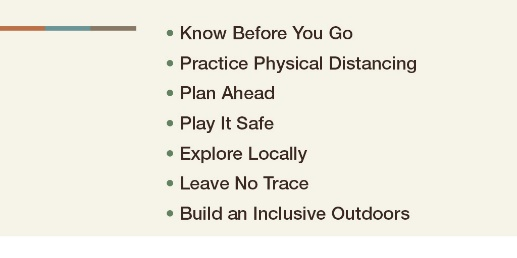 • Know Before You Go
• Practice Physical Distancing
• Plan Ahead
• Play It Safe
• Explore Locally
• Leave No Trace
• Build an Inclusive Outdoors